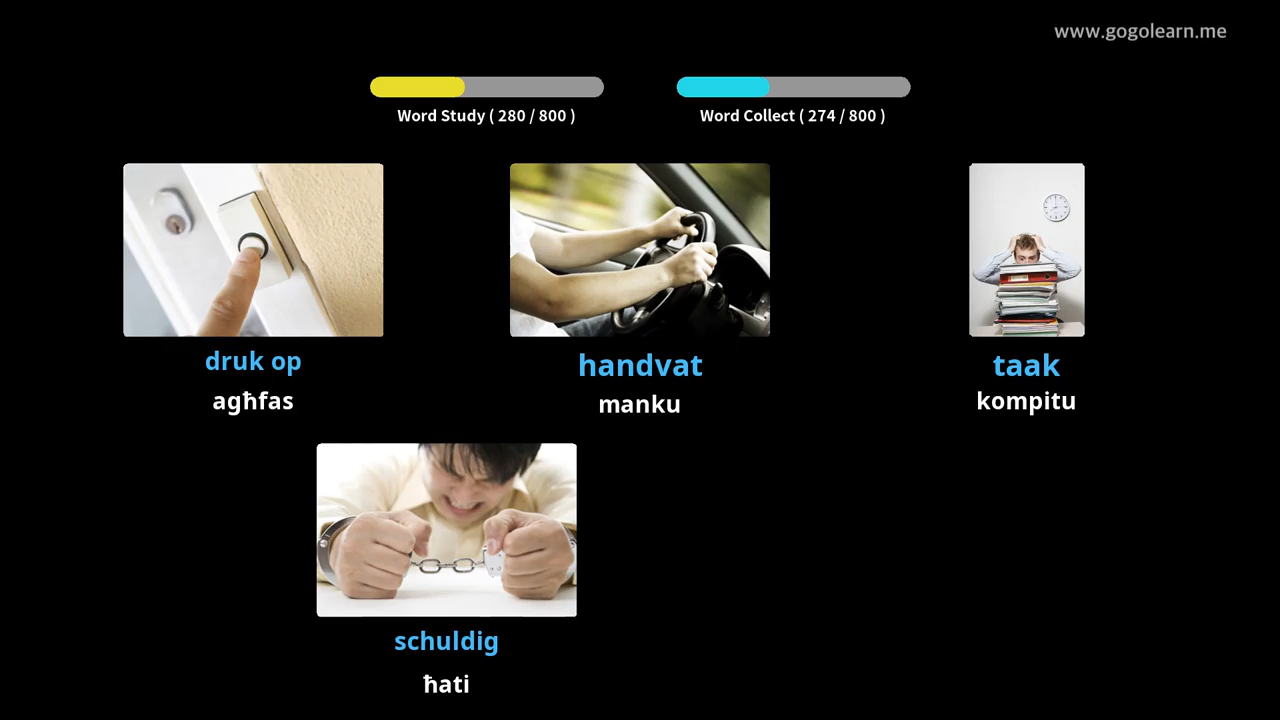 www.gogolearn.me
Word Study ( 280 / 800 )
Word Collect ( 274 / 800 )
druk op
agħfas
handvat
manku
taak
kompitu
schuldig
ħati